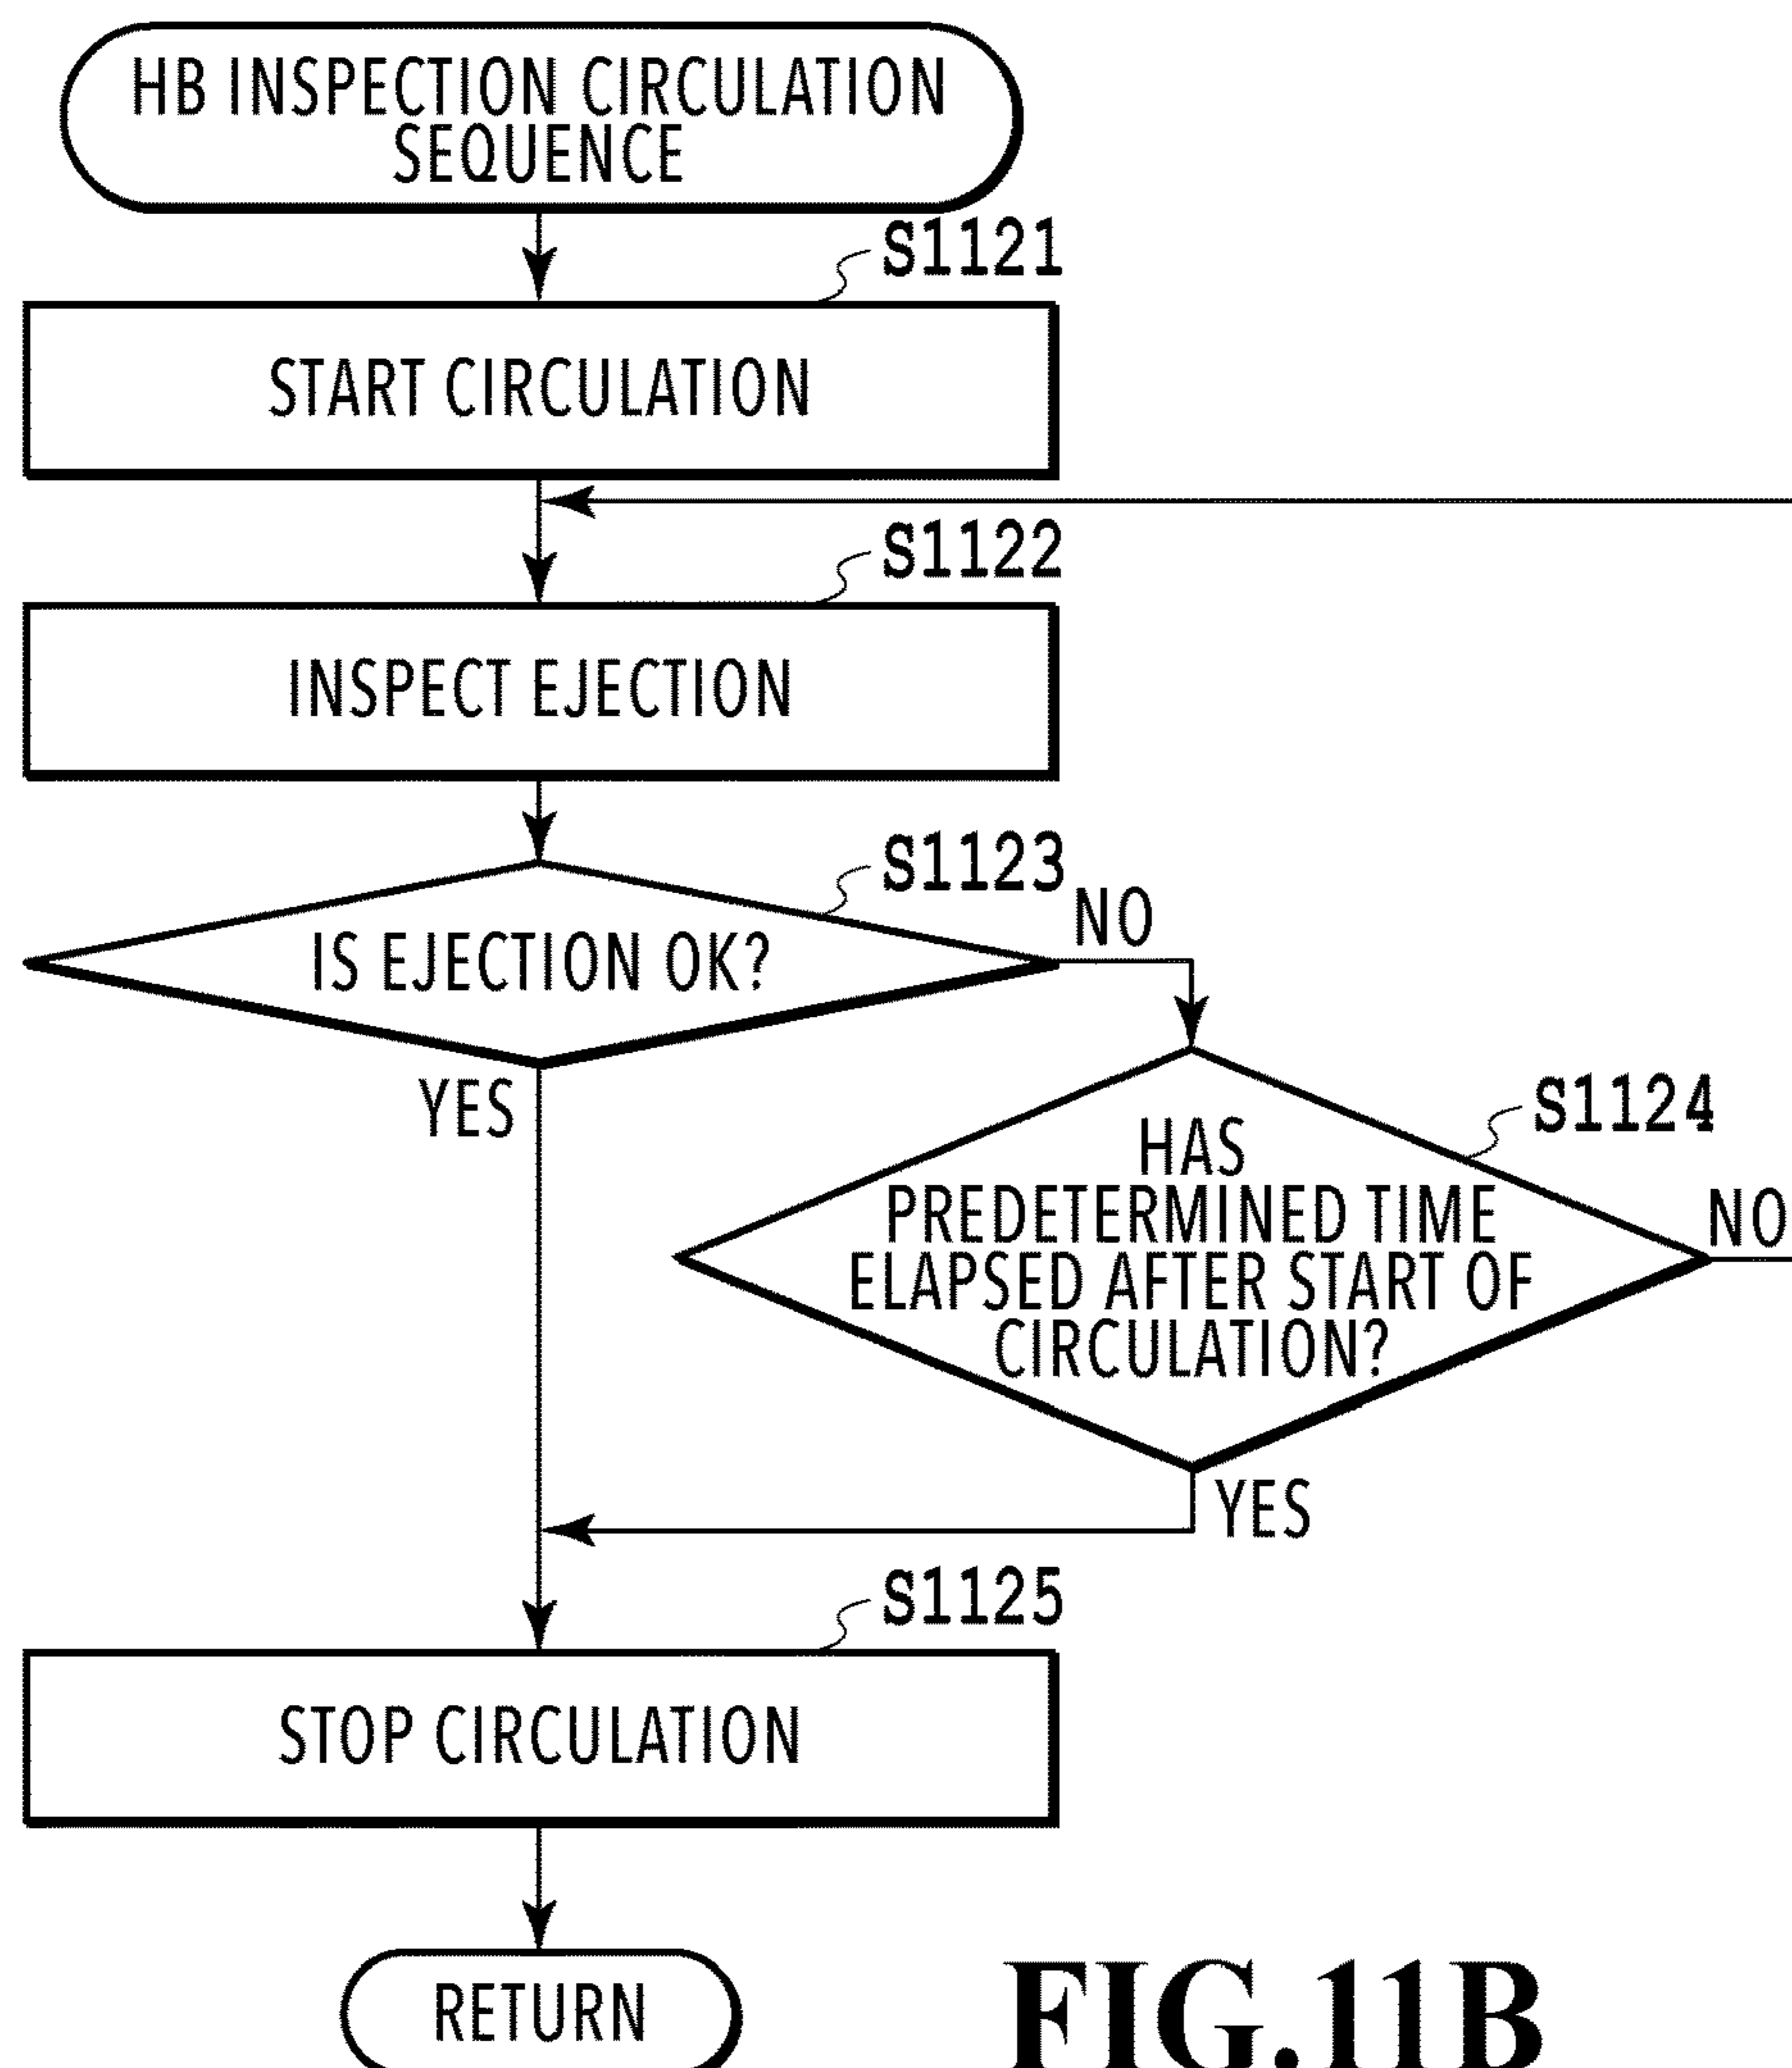 HB INSPECTION CIRCULATION
SEQUENCE
S1121
START CIRCULATION
S1122
INSPECT EJECTION
S1123
NO
IS EJECTION OK?
YES
S1124
HAS
PREDETERMINED TIME
ELAPSED AFTER START OF
CIRCULATION?
NO
YES
S1125
STOP CIRCULATION
RETURN
FIG.11B